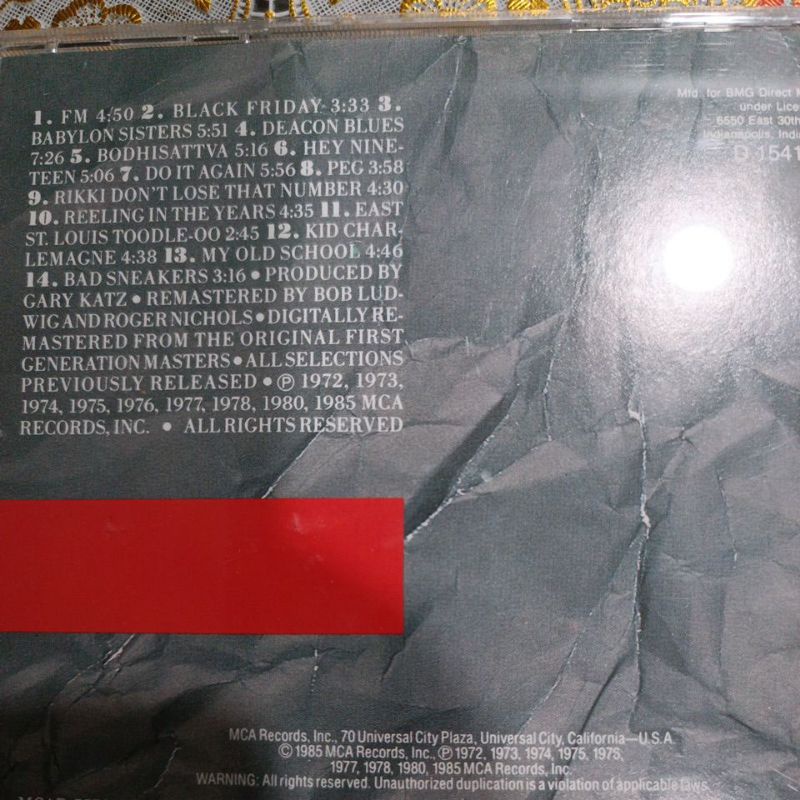 1. FM 4:50 2. BLACK FRIDAY 3:33 3.
BABYLON SISTERS 5:51 4. DEACON BLUES
7:26 5. BODHISATTVA 5:16 6. HEY NINE-
TEEN 5:06 7. DO IT AGAIN 5:56 8. PEG 3:58
9. RIKKI DON'T LOSE THAT NUMBER 4:30
10. REELING IN THE YEARS 4:35 11. EAST
ST. LOUIS TOODLE-OO 2:45 12. KID CHAR-
LEMAGNE 4:38 13. MY OLD SCHOOL 4:46
14. BAD SNEAKERS 3:16 • PRODUCED BY
GARY KATZ • REMASTERED BY BOB LUD-
WIG AND ROGER NICHOLS • DIGITALLY RE-
MASTERED FROM THE ORIGINAL FIRST
GENERATION MASTERS • ALL SELECTIONS
PREVIOUSLY RELEASED • ℗ 1972, 1973,
1974, 1975, 1976, 1977, 1978, 1980, 1985 MCA
RECORDS, INC. • ALL RIGHTS RESERVED
Mfd. for BMG Direct M
under Lice
6550 East 30th
Indianapolis, Indi
D 1541
MCA Records, Inc., 70 Universal City Plaza, Universal City, California—U.S.A.
© 1985 MCA Records, Inc., ℗ 1972, 1973, 1974, 1975, 1975,
1977, 1978, 1980, 1985 MCA Records, Inc.
WARNING: All rights reserved. Unauthorized duplication is a violation of applicable laws.